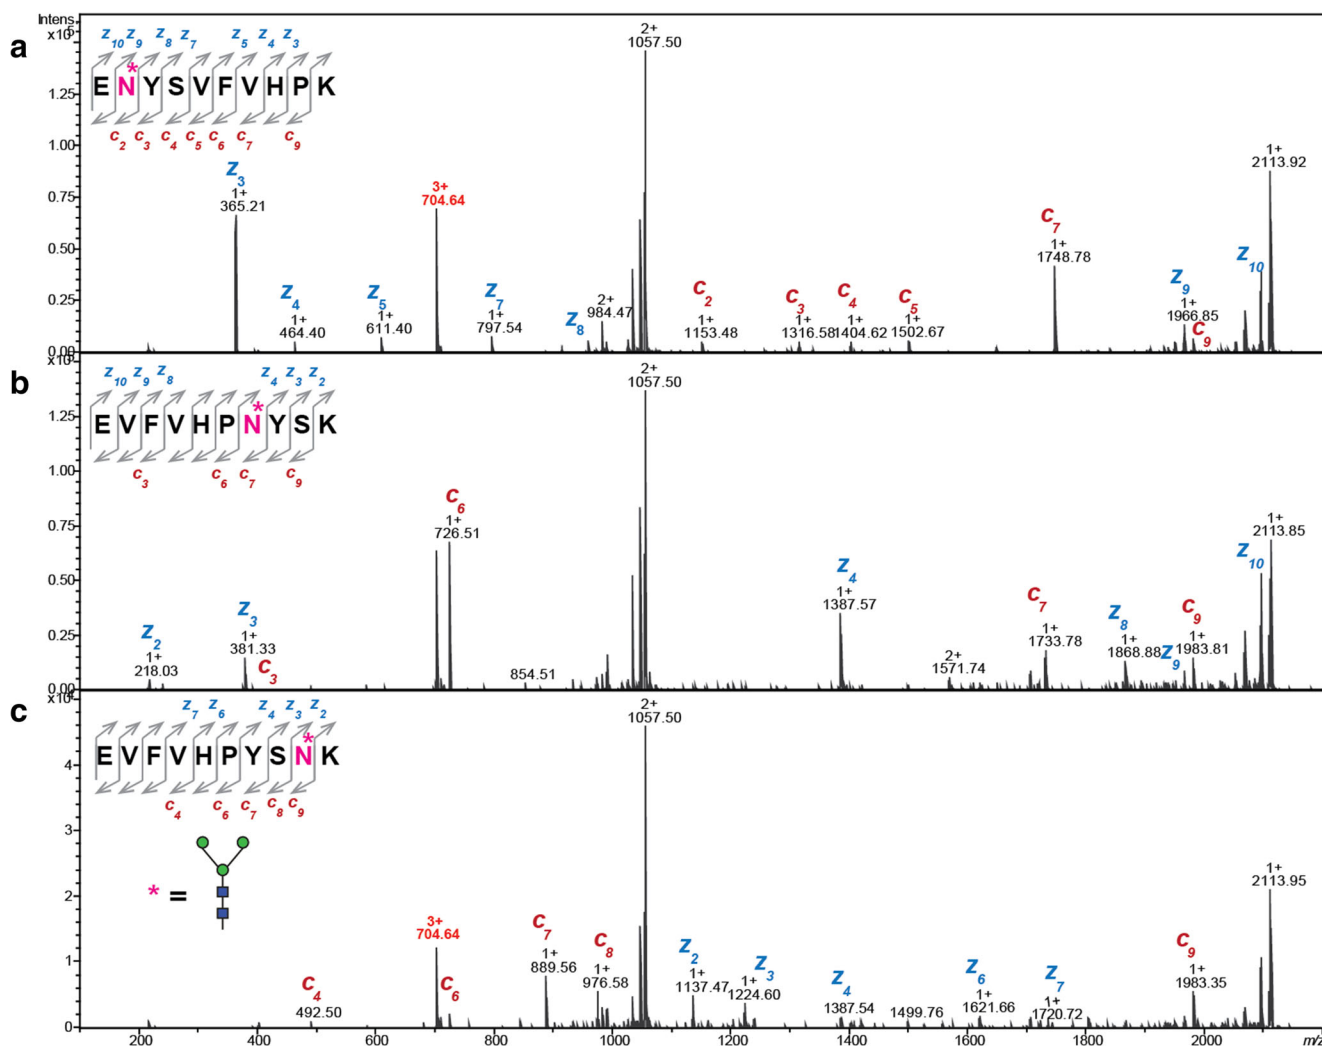 Intens.
x10⁵
a
z10 z9 z8 z7 z5 z4 z3
*
E N Y S V F V H P K
c2 c3 c4 c5 c6 c7 c9
2+
1057.50
1+
2113.92
z3
1+
365.21
3+
704.64
z4
1+
464.40
z5
1+
611.40
z7
1+
797.54
z8
2+
984.47
c2
1+
1153.48
c3
1+
1316.58
c4
1+
1404.62
c5
1+
1502.67
c7
1+
1748.78
z9
1+
1966.85
c9
z10
1.25
1.00
0.75
0.50
0.25
0.00
x10⁵
b
z10 z9 z8 z4 z3 z2
*
E V F V H P N Y S K
c3 c6 c7 c9
2+
1057.50
1+
2113.85
z2
1+
218.03
z3
1+
381.33
c3
c6
1+
726.51
854.51
z4
1+
1387.57
2+
1571.74
c7
1+
1733.78
z8
1+
1868.88
z9
c9
1+
1983.81
z10
1.25
1.00
0.75
0.50
0.25
0.00
x10⁴
c
z7 z6 z4 z3 z2
*
E V F V H P Y S N K
c4 c6 c7 c8 c9
* =
2+
1057.50
1+
2113.95
c4
492.50
3+
704.64
c6
c7
1+
889.56
c8
1+
976.58
z2
1+
1137.47
z3
1+
1224.60
z4
1387.54
1499.76
z6
1+
1621.66
z7
1+
1720.72
c9
1+
1983.35
4
3
2
1
0
200 400 600 800 1000 1200 1400 1600 1800 2000 m/z